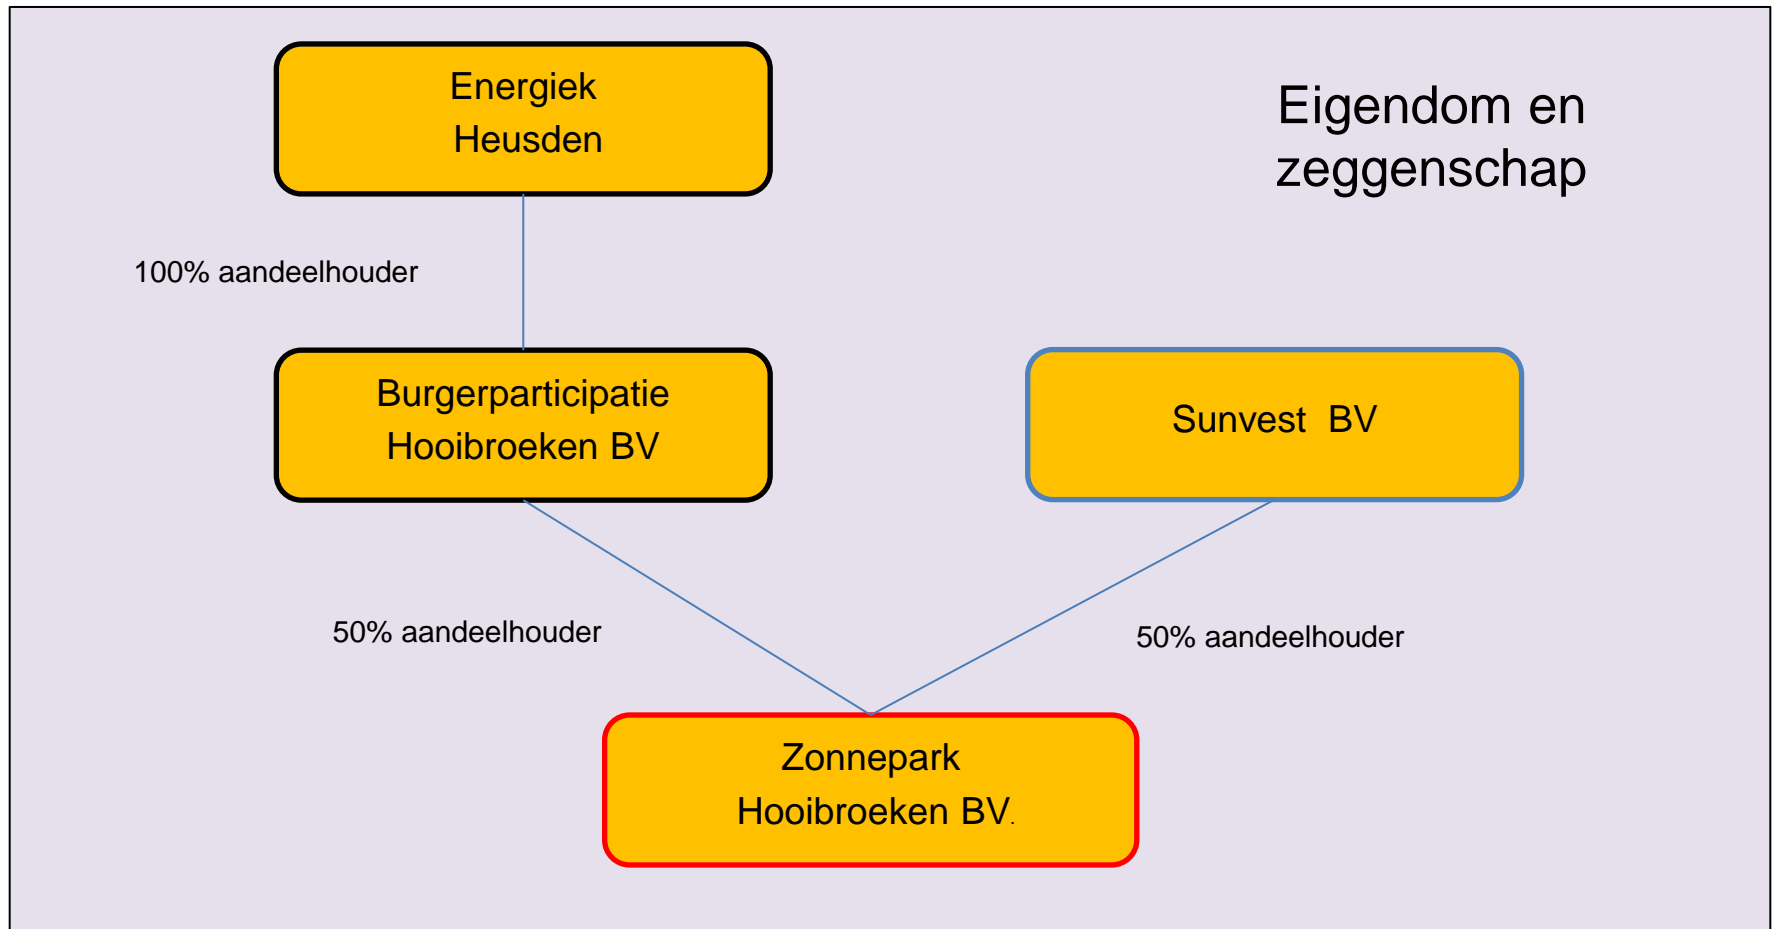 Energiek
Heusden
Eigendom en
zeggenschap
100% aandeelhouder
Burgerparticipatie
Hooibroeken BV
Sunvest BV
50% aandeelhouder
50% aandeelhouder
Zonnepark
Hooibroeken BV.